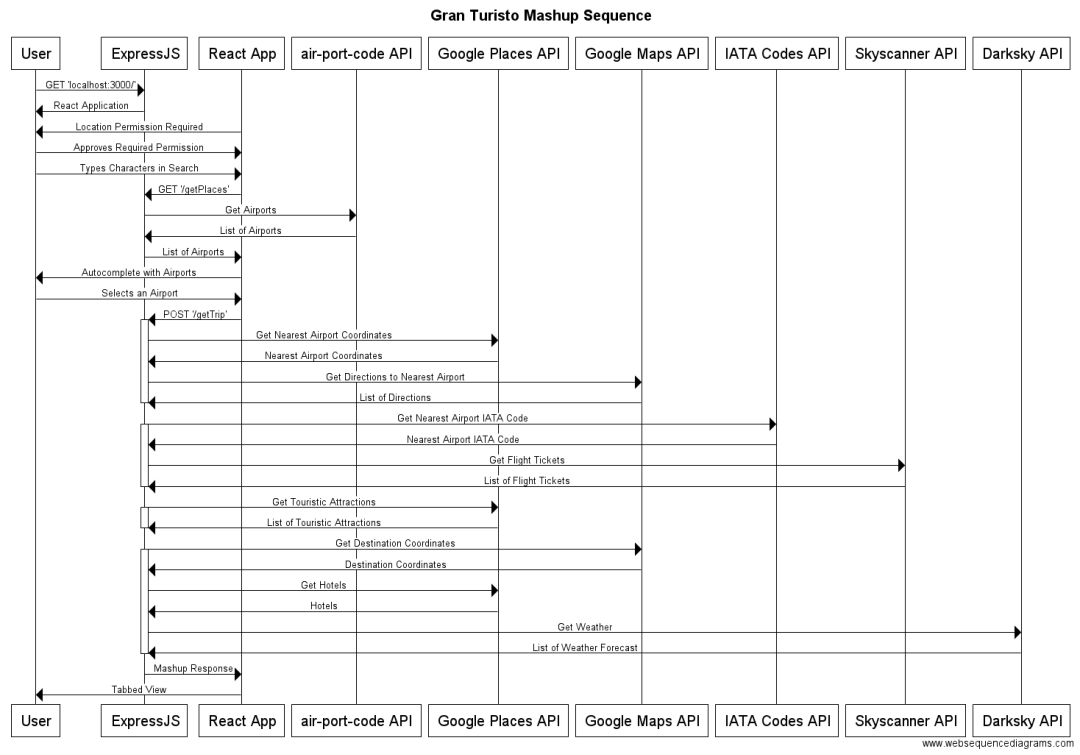 Gran Turisto Mashup Sequence
User
ExpressJS
React App
air-port-code API
Google Places API
Google Maps API
IATA Codes API
Skyscanner API
Darksky API
GET 'localhost:3000/'
React Application
Location Permission Required
Approves Required Permission
Types Characters in Search
GET '/getPlaces'
Get Airports
List of Airports
List of Airports
Autocomplete with Airports
Selects an Airport
POST '/getTrip'
Get Nearest Airport Coordinates
Nearest Airport Coordinates
Get Directions to Nearest Airport
List of Directions
Get Nearest Airport IATA Code
Nearest Airport IATA Code
Get Flight Tickets
List of Flight Tickets
Get Touristic Attractions
List of Touristic Attractions
Get Destination Coordinates
Destination Coordinates
Get Hotels
Hotels
Get Weather
List of Weather Forecast
Mashup Response
Tabbed View
User
ExpressJS
React App
air-port-code API
Google Places API
Google Maps API
IATA Codes API
Skyscanner API
Darksky API
www.websequencediagrams.com